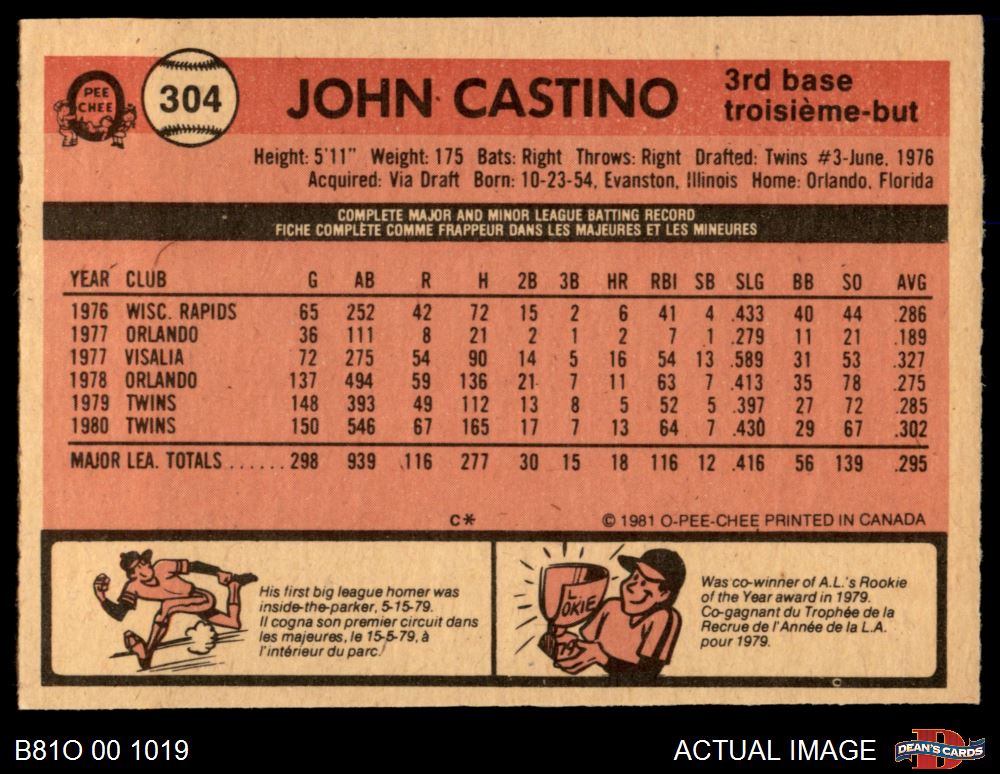 PEE
CHEE
304
JOHN CASTINO
3rd base
troisième-but
Height: 5'11" Weight: 175 Bats: Right Throws: Right Drafted: Twins #3-June, 1976
Acquired: Via Draft Born: 10-23-54, Evanston, Illinois Home: Orlando, Florida
COMPLETE MAJOR AND MINOR LEAGUE BATTING RECORD
FICHE COMPLÈTE COMME FRAPPEUR DANS LES MAJEURES ET LES MINEURES
YEAR CLUB G AB R H 2B 3B HR RBI SB SLG BB SO AVG
1976 WISC. RAPIDS 65 252 42 72 15 2 6 41 4 .433 40 44 .286
1977 ORLANDO 36 111 8 21 2 1 2 7 1 .279 11 21 .189
1977 VISALIA 72 275 54 90 14 5 16 54 13 .589 31 53 .327
1978 ORLANDO 137 494 59 136 21 7 11 63 7 .413 35 78 .275
1979 TWINS 148 393 49 112 13 8 5 52 5 .397 27 72 .285
1980 TWINS 150 546 67 165 17 7 13 64 7 .430 29 67 .302
MAJOR LEA. TOTALS ...... 298 939 116 277 30 15 18 116 12 .416 56 139 .295
C*
© 1981 O-PEE-CHEE PRINTED IN CANADA
His first big league homer was
inside-the-parker, 5-15-79.
Il cogna son premier circuit dans
les majeures, le 15-5-79, à
l'intérieur du parc.
ROOKIE
'79
Was co-winner of A.L.'s Rookie
of the Year award in 1979.
Co-gagnant du Trophée de la
Recrue de l'Année de la L.A.
pour 1979.
C
B81O 00 1019
ACTUAL IMAGE
DEAN'S CARDS